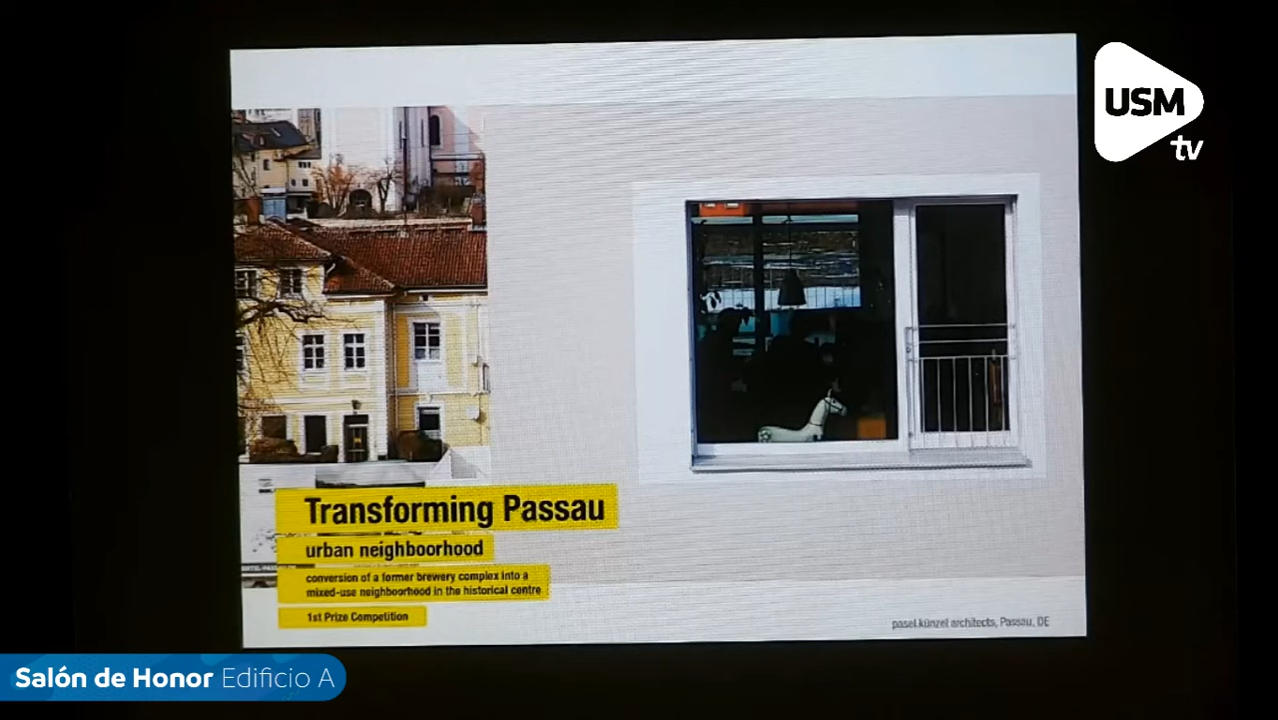 USM
tv
Transforming Passau
urban neighboorhood
conversion of a former brewery complex into a
mixed-use neighbourhood in the historical centre
1st Prize Competition
pasel.künzel architects, Passau, DE
Salón de Honor Edificio A